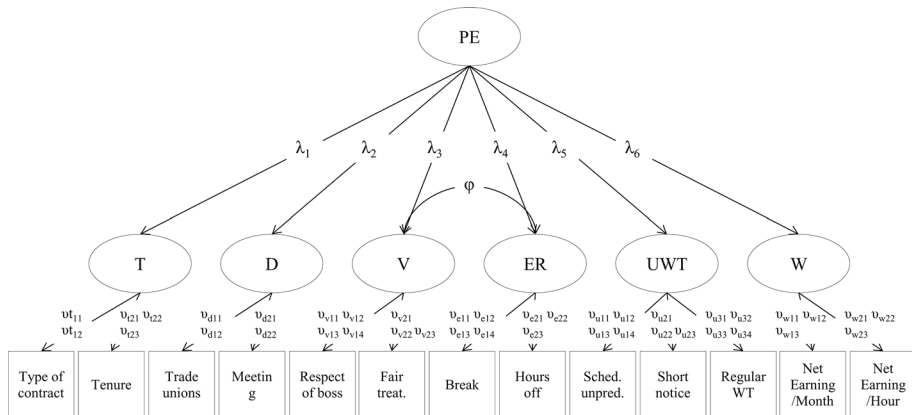 PE
λ1 λ2 λ3 λ4 λ5 λ6
φ
T D V ER UWT W
υt11 υt21 υt22 υd11 υd21 υv11 υv12 υv21 υe11 υe12 υe21 υe22 υu11 υu12 υu21 υu31 υu32 υw11 υw12 υw21 υw22
υt12 υt23 υd12 υd22 υv13 υv14 υv22 υv23 υe13 υe14 υe23 υu13 υu14 υu22 υu23 υu33 υu34 υw13 υw23
Type of
contract
Tenure
Trade
unions
Meetin
g
Respect
of boss
Fair
treat.
Break
Hours
off
Sched.
unpred.
Short
notice
Regular
WT
Net
Earning
/Month
Net
Earning
/Hour